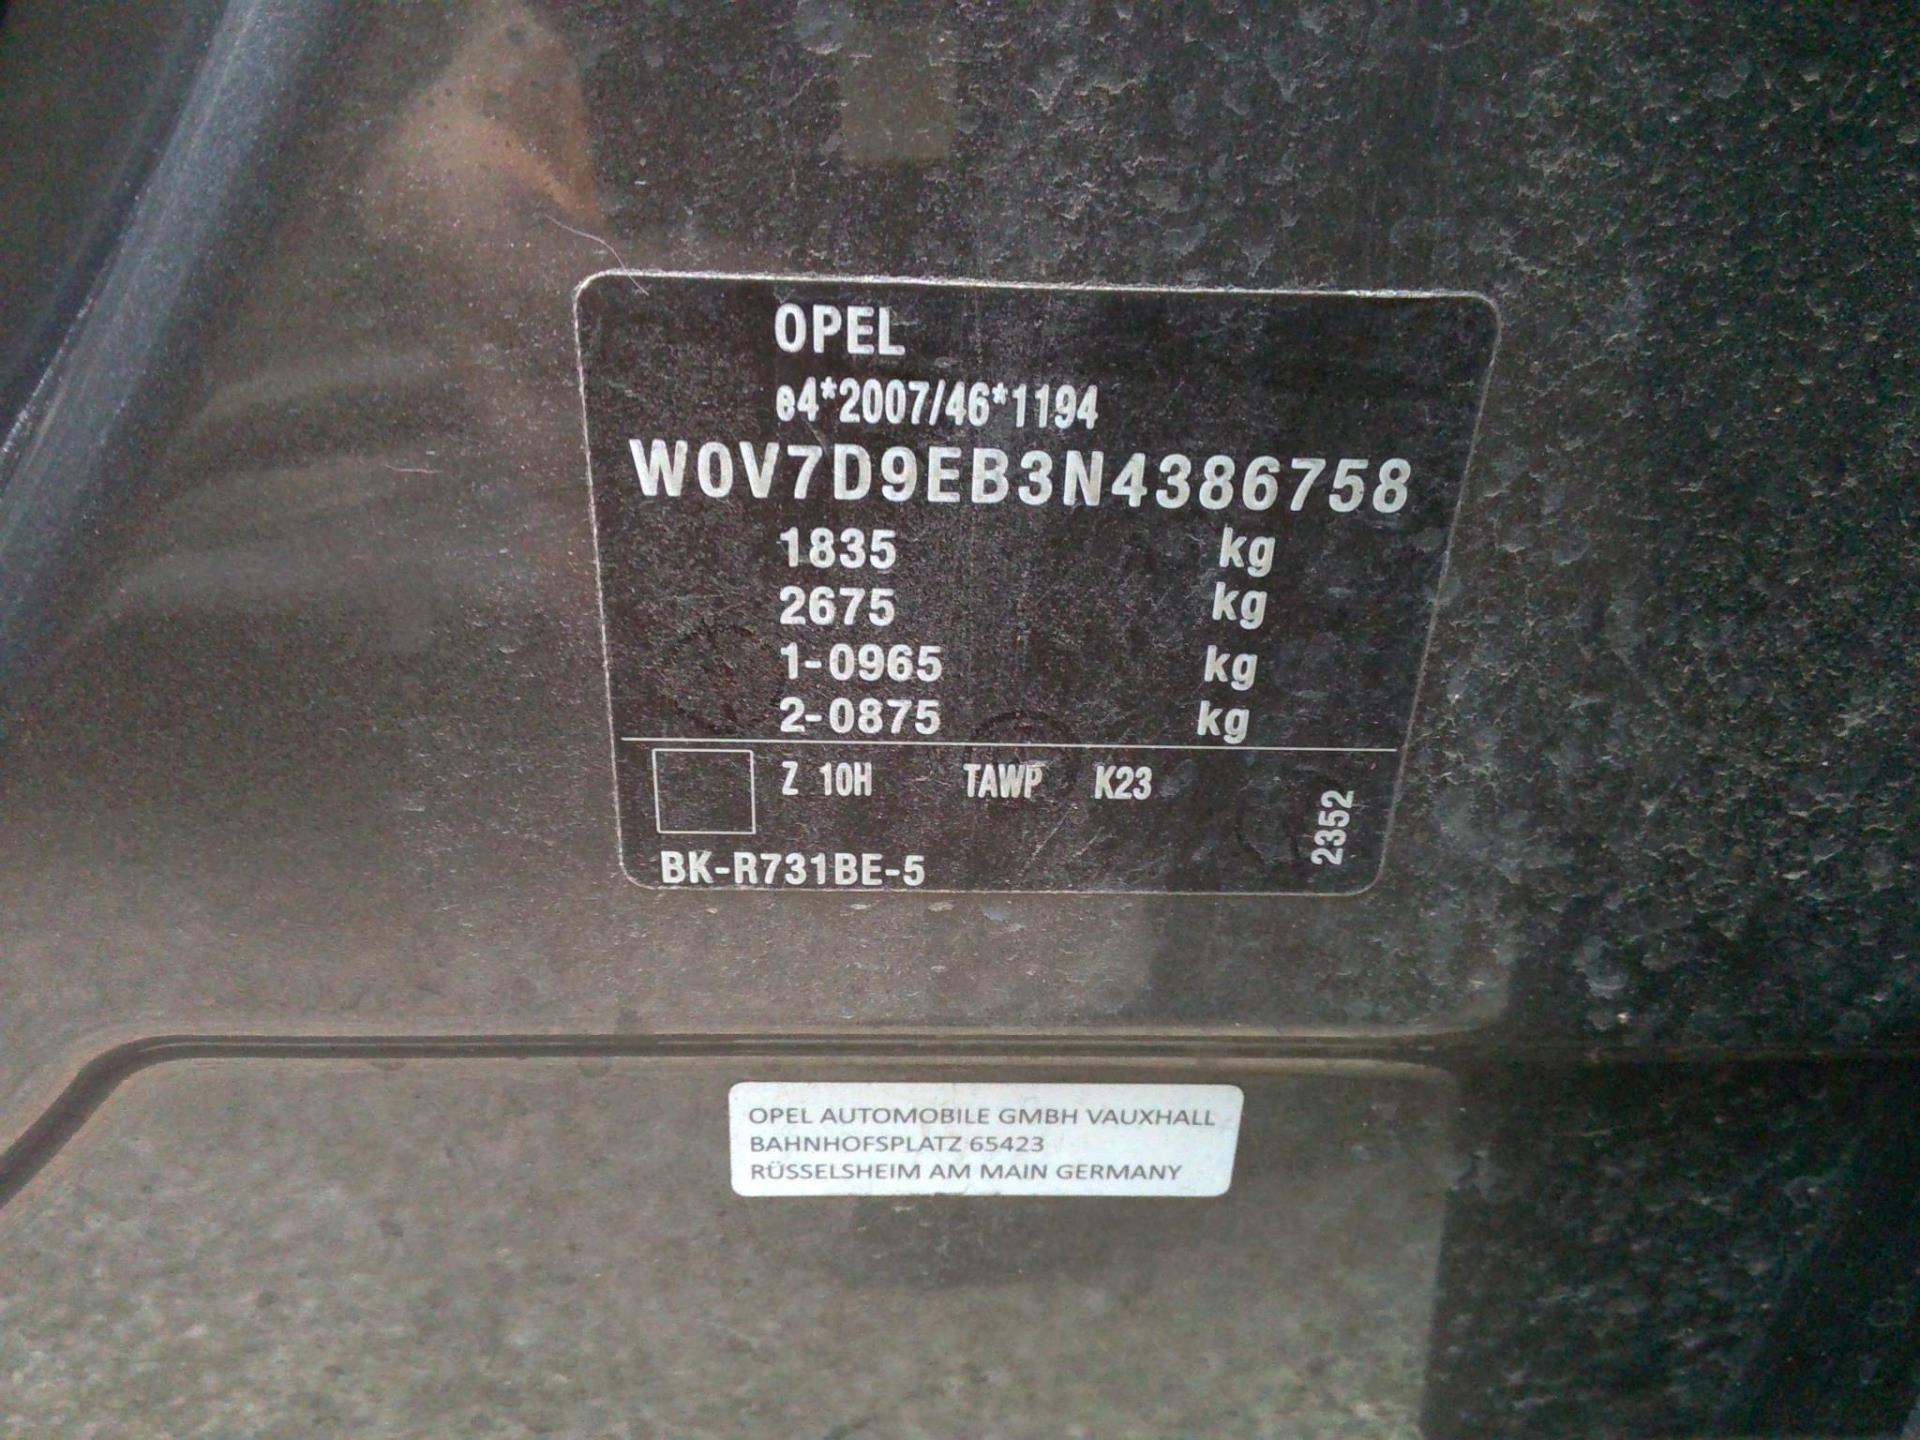 OPEL
e4*2007/46*1194
W0V7D9EB3N4386758
1835 kg
2675 kg
1-0965 kg
2-0875 kg
Z 10H TAWP K23
2352
BK-R731BE-5
OPEL AUTOMOBILE GMBH VAUXHALL
BAHNHOFSPLATZ 65423
RÜSSELSHEIM AM MAIN GERMANY